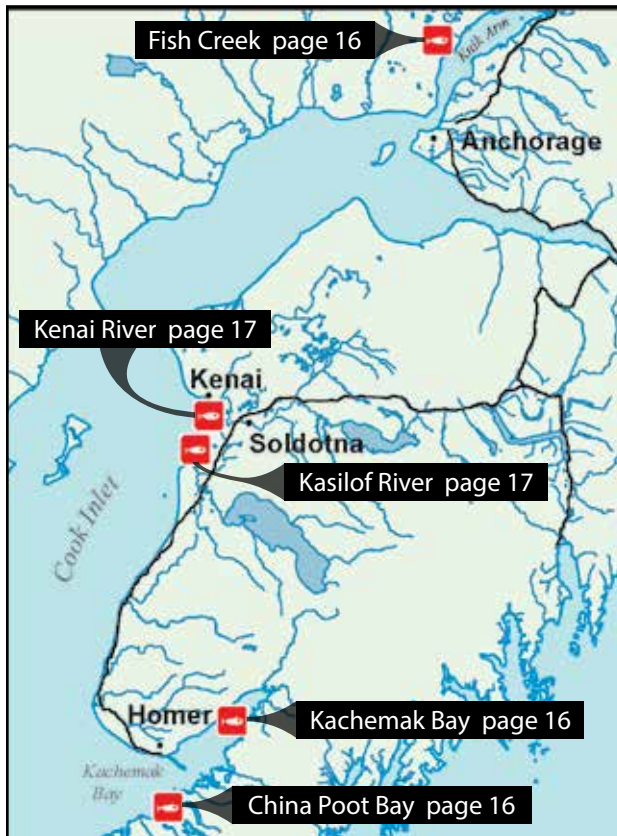 Fish Creek page 16
Knik Arm
Anchorage
Kenai River page 17
Kenai
Soldotna
Kasilof River page 17
Cook Inlet
Homer
Kachemak Bay page 16
Kachemak
Bay
China Poot Bay page 16